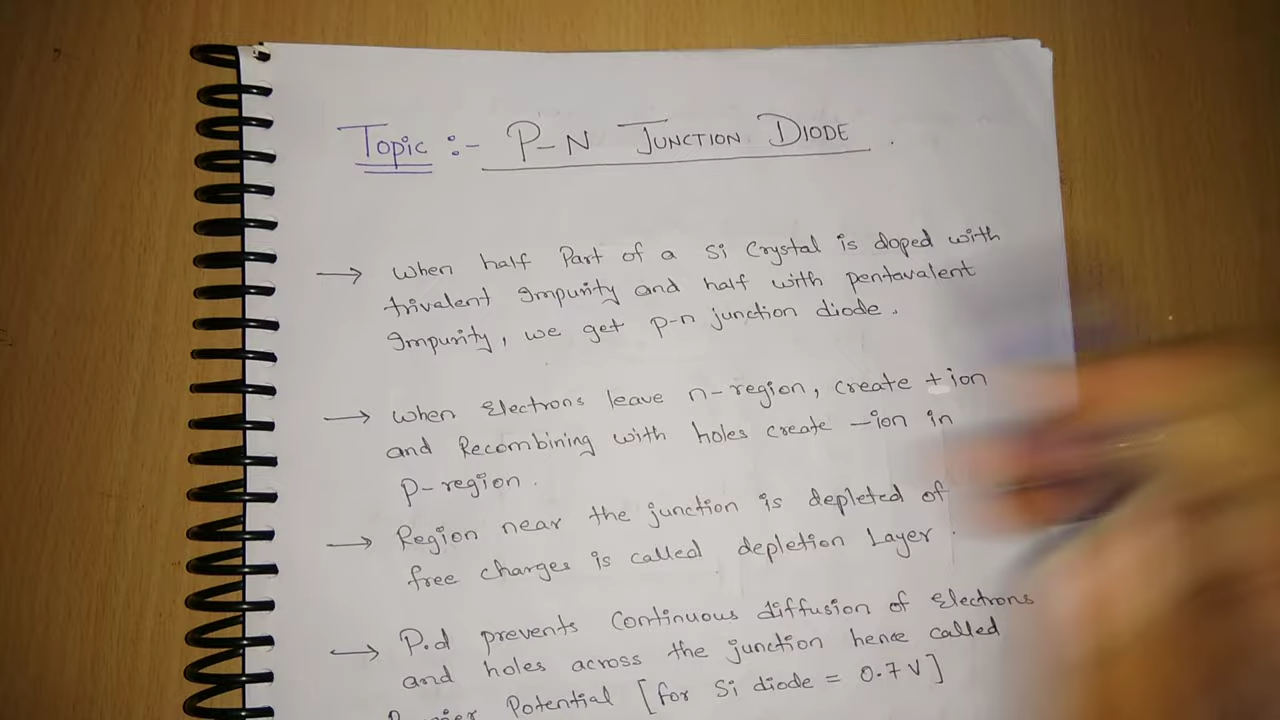 Topic :- P-N JUNCTION DIODE
→ When half Part of a Si Crystal is doped with
trivalent Impurity and half with pentavalent
Impurity, we get p-n junction diode.
→ When Electrons leave n-region, create +ion
and Recombining with holes create -ion in
p-region.
→ Region near the junction is depleted of
free charges is called depletion Layer.
→ P.d prevents Continuous diffusion of Electrons
and holes across the junction hence called
Potential [for Si diode = 0.7 V]